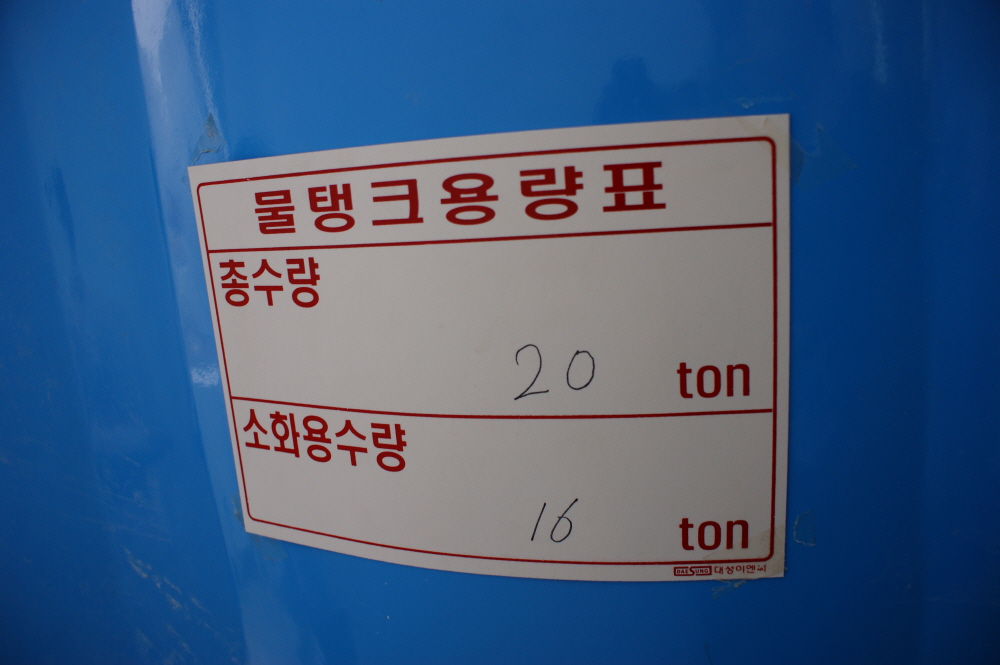 물탱크용량표
총수량
20 ton
소화용수량
16 ton
DAESUNG 대성이엔씨